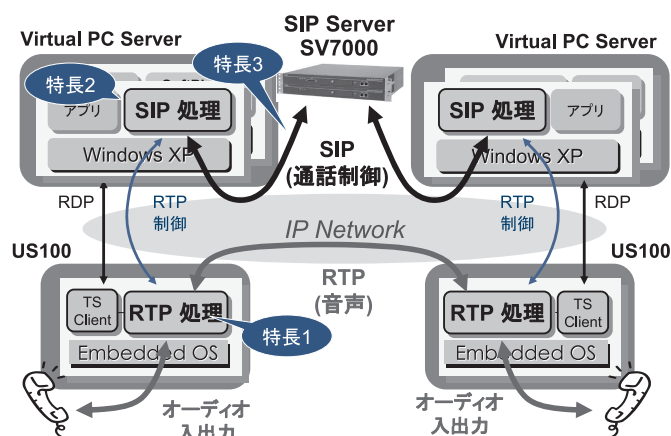 SIP Server
SV7000
Virtual PC Server
Virtual PC Server
特長2
特長3
アプリ
SIP 処理
Windows XP
SIP 処理
アプリ
Windows XP
SIP
(通話制御)
RDP
RTP
制御
RTP
制御
RDP
IP Network
US100
US100
RTP
(音声)
TS
Client
RTP 処理
特長1
Embedded OS
RTP 処理
TS
Client
Embedded OS
オーディオ
入出力
オーディオ
入出力